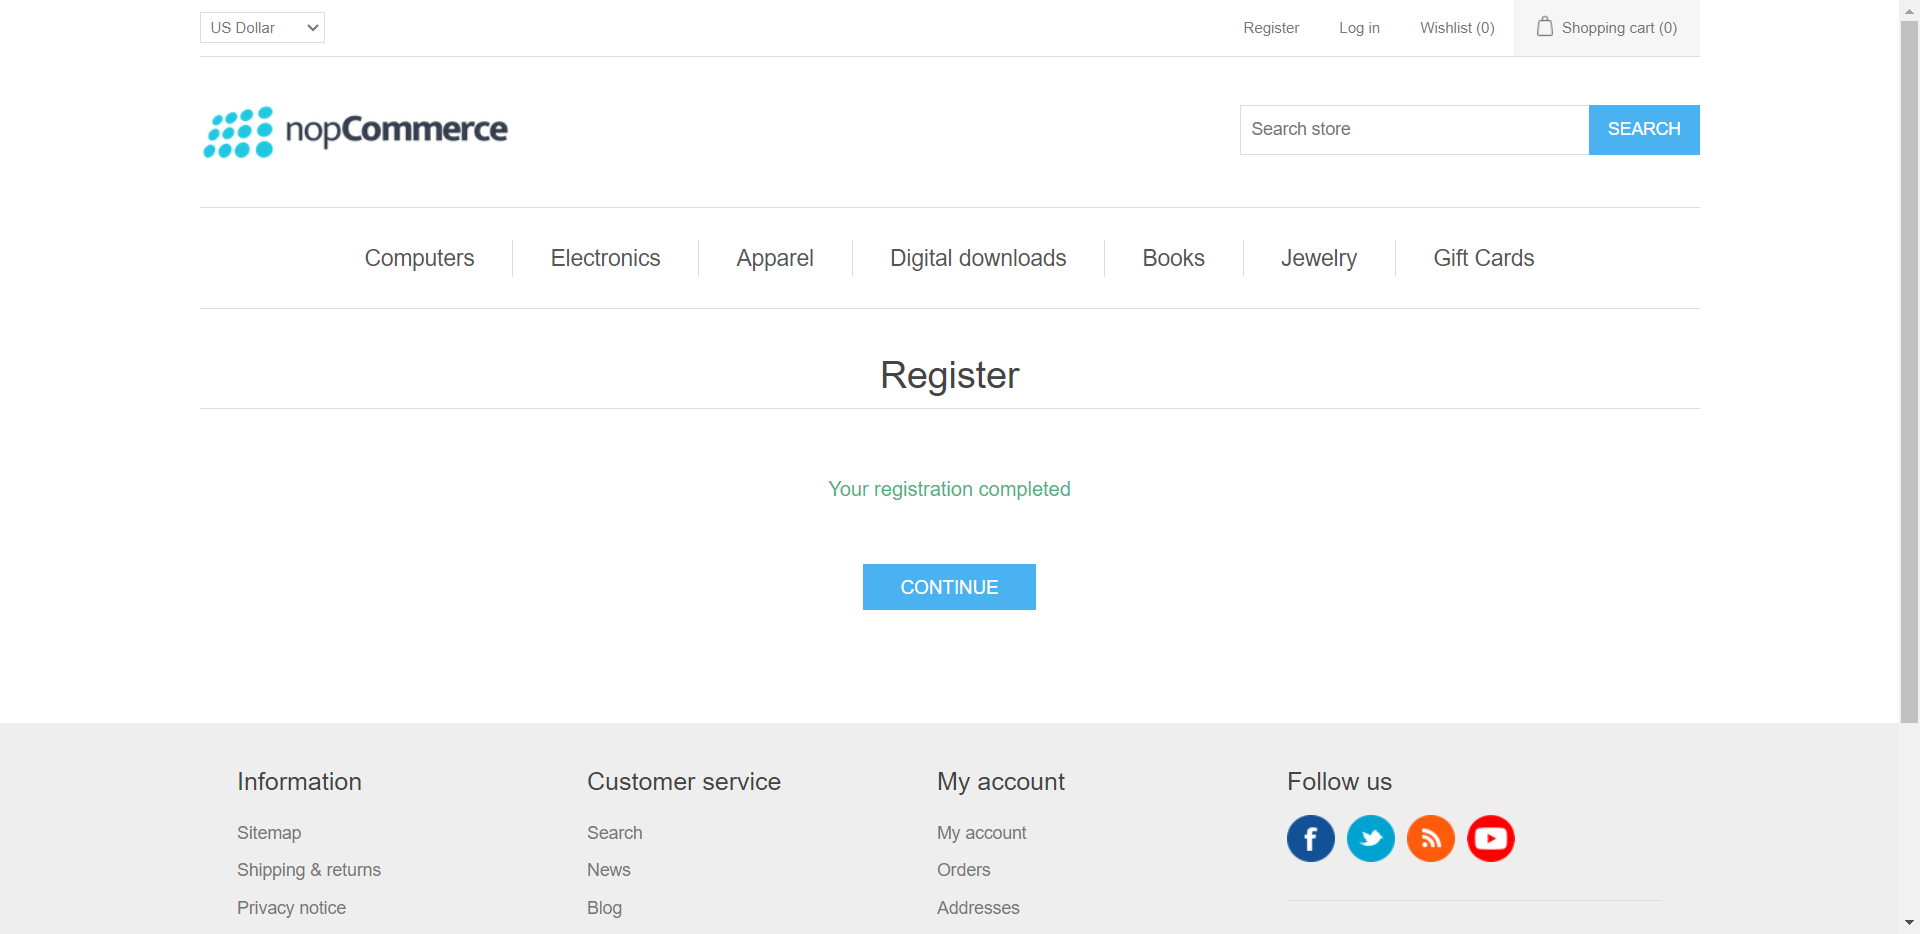 US Dollar
Register
Log in
Wishlist (0)
Shopping cart (0)
nopCommerce
Search store
SEARCH
Computers
Electronics
Apparel
Digital downloads
Books
Jewelry
Gift Cards
Register
Your registration completed
CONTINUE
Information
Sitemap
Shipping & returns
Privacy notice
Customer service
Search
News
Blog
My account
My account
Orders
Addresses
Follow us